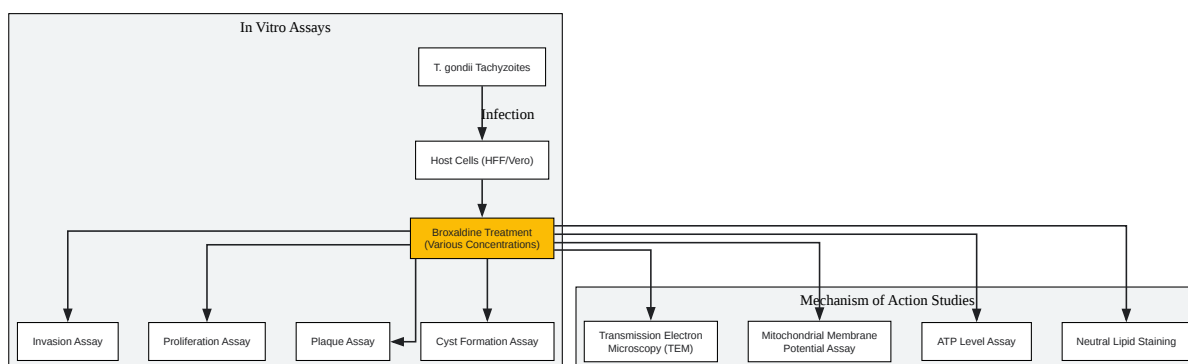 In Vitro Assays
T. gondii Tachyzoites
Infection
Host Cells (HFF/Vero)
Broxaldine Treatment
(Various Concentrations)
Mechanism of Action Studies
Invasion Assay
Proliferation Assay
Plaque Assay
Cyst Formation Assay
Transmission Electron
Microscopy (TEM)
Mitochondrial Membrane
Potential Assay
ATP Level Assay
Neutral Lipid Staining